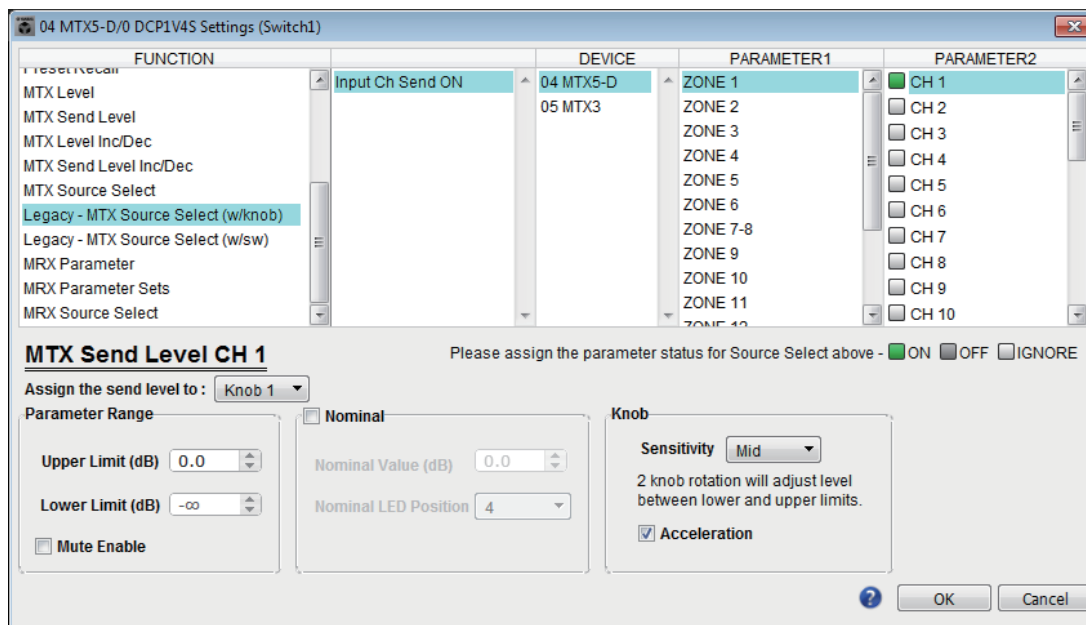 04 MTX5-D/0 DCP1V4S Settings (Switch1)
FUNCTION DEVICE PARAMETER1 PARAMETER2
Preset Recall
MTX Level
MTX Send Level
MTX Level Inc/Dec
MTX Send Level Inc/Dec
MTX Source Select
Legacy - MTX Source Select (w/knob)
Legacy - MTX Source Select (w/sw)
MRX Parameter
MRX Parameter Sets
MRX Source Select
Input Ch Send ON
04 MTX5-D
05 MTX3
ZONE 1
ZONE 2
ZONE 3
ZONE 4
ZONE 5
ZONE 6
ZONE 7-8
ZONE 9
ZONE 10
ZONE 11
ZONE 12
CH 1
CH 2
CH 3
CH 4
CH 5
CH 6
CH 7
CH 8
CH 9
CH 10
MTX Send Level CH 1
Please assign the parameter status for Source Select above - ON OFF IGNORE
Assign the send level to : Knob 1
Parameter Range
Upper Limit (dB) 0.0
Lower Limit (dB) -∞
Mute Enable
Nominal
Nominal Value (dB) 0.0
Nominal LED Position 4
Knob
Sensitivity Mid
2 knob rotation will adjust level
between lower and upper limits.
Acceleration
? OK Cancel